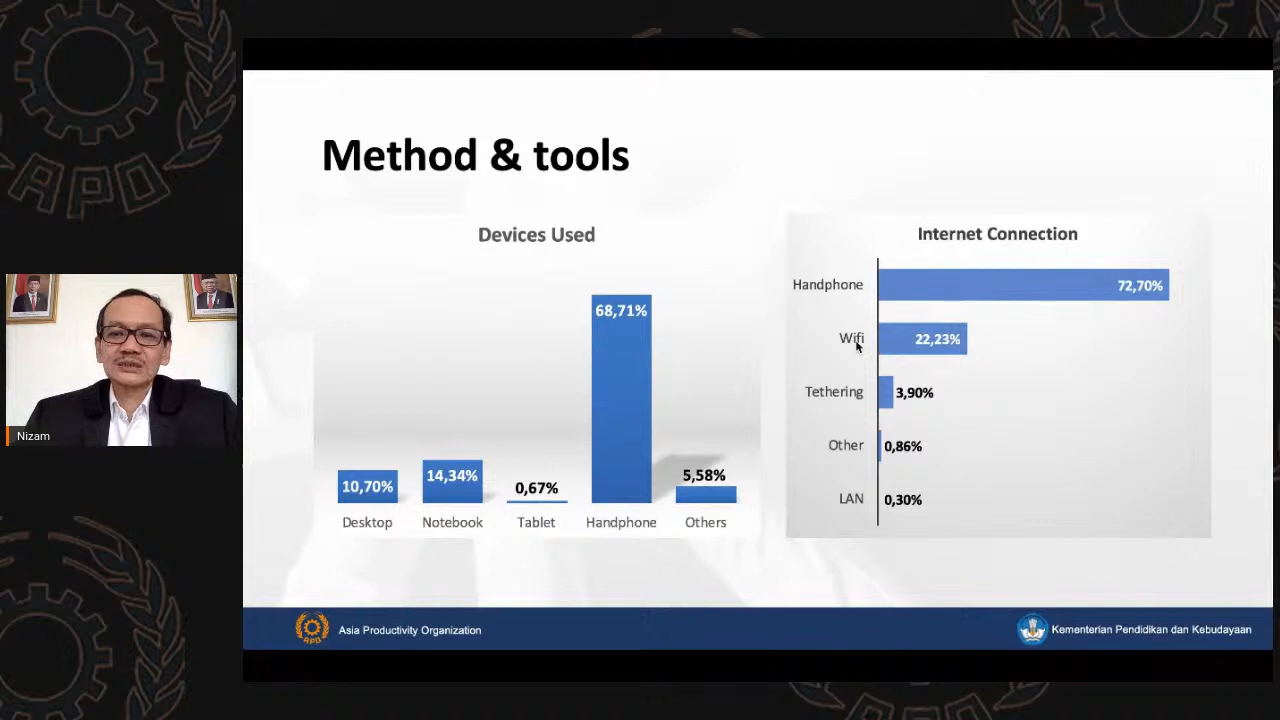 APO
Nizam
Method & tools
Devices Used
68,71%
10,70%
14,34%
0,67%
5,58%
Desktop
Notebook
Tablet
Handphone
Others
Internet Connection
Handphone
72,70%
Wifi
22,23%
Tethering
3,90%
Other
0,86%
LAN
0,30%
APO
Asia Productivity Organization
Kementerian Pendidikan dan Kebudayaan